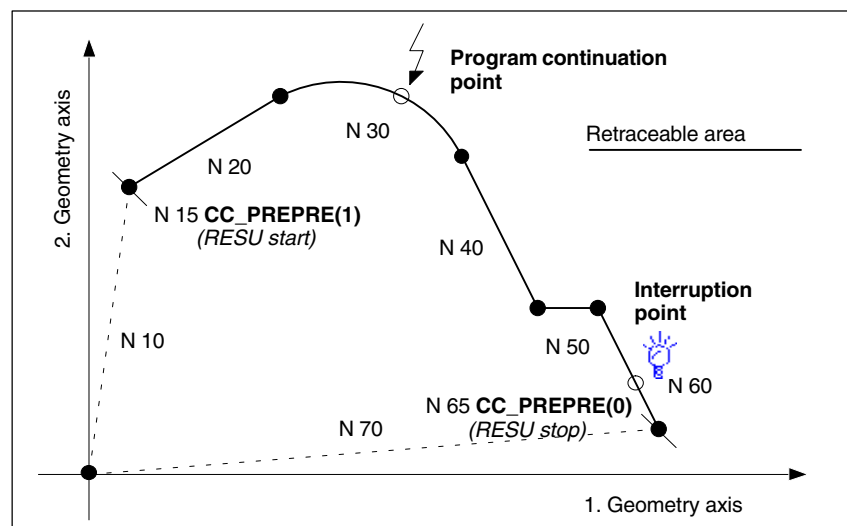 Program continuation
point
2. Geometry axis
N 30
Retraceable area
N 20
N 15 CC_PREPRE(1)
(RESU start)
N 40
Interruption
point
N 10
N 50
N 60
N 65 CC_PREPRE(0)
(RESU stop)
N 70
1. Geometry axis